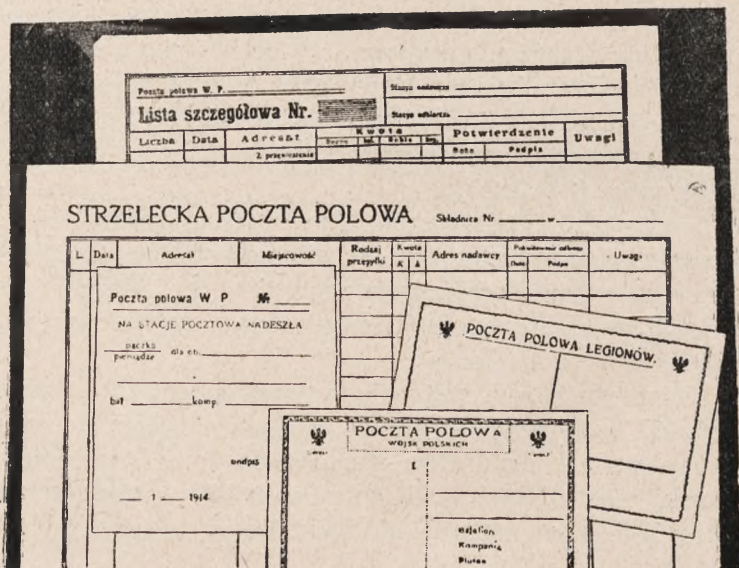 Poczta polowa W. P.
Stacya nadawcza
Lista szczegółowa Nr.
Stacya odbiorcza
Liczba Data Adresat Kwota Potwierdzenie Uwagi
Data Podpis
Z przeniesienia
STRZELECKA POCZTA POLOWA Składnica Nr w
L. Data Adresat Miejscowość Rodzaj przesyłki Kwota Adres nadawcy Uwagi
K h Data Podpis
Poczta polowa W P №
NA STACJĘ POCZTOWĄ NADESZŁA
paczka
pieniądze dla ob.
bat komp.
podpis
1 1914
POCZTA POLOWA LEGIONÓW.
POCZTA POLOWA
WOJSK POLSKICH
Batalion
Kompania
Pluton